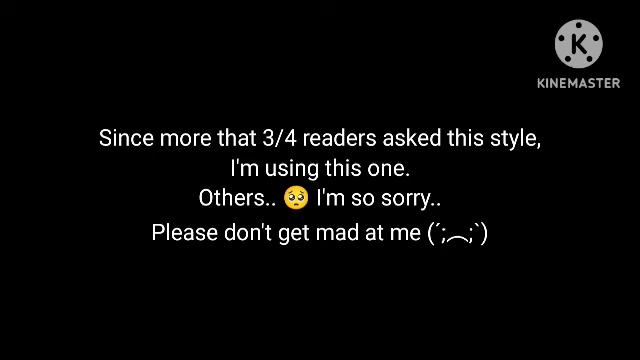 KINEMASTER
Since more that 3/4 readers asked this style,
I'm using this one.
Others.. 🥺 I'm so sorry..
Please don't get mad at me (´;︵;`)